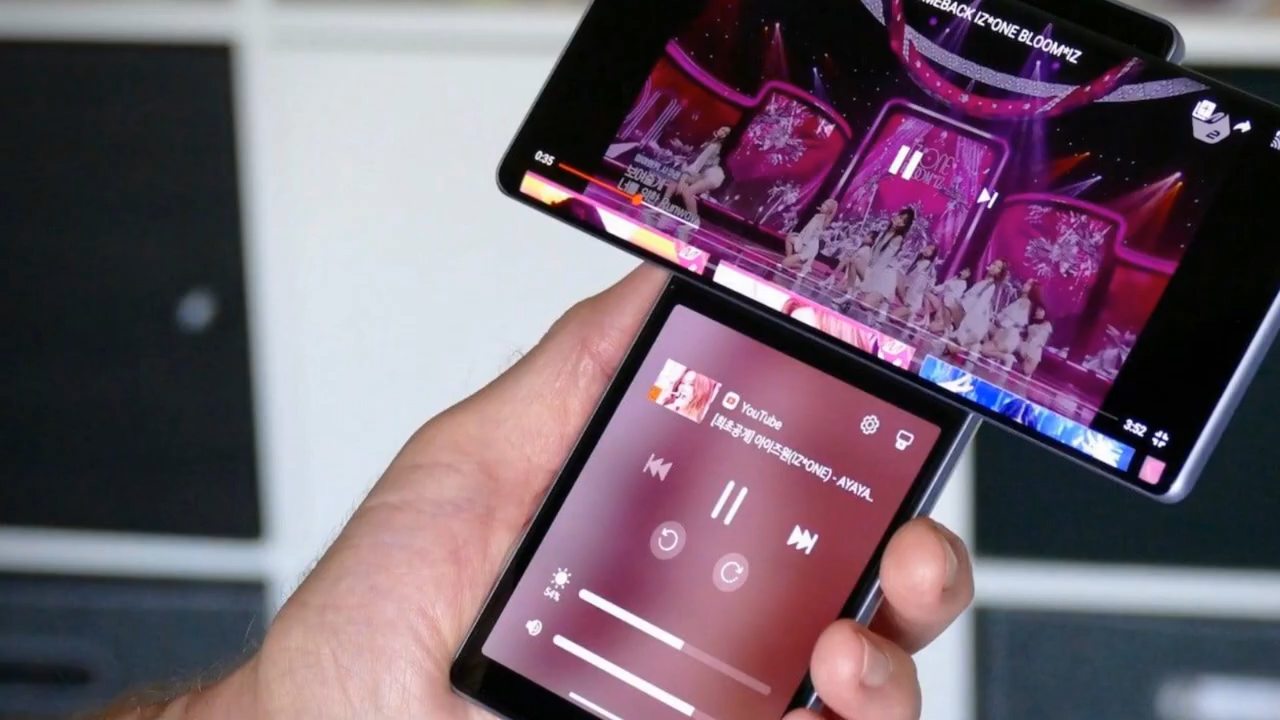 MEBACK IZ*ONE BLOOM*IZ
0:35
3:52
YouTube
[최초공개] 아이즈원(IZ*ONE) - AYAYA..
54%